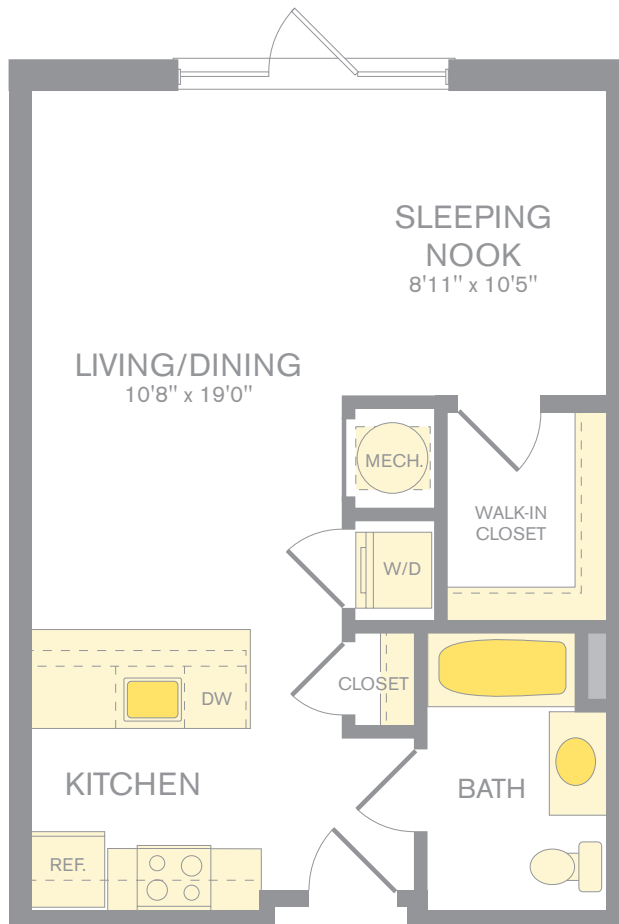 SLEEPING
NOOK
8'11" x 10'5"
LIVING/DINING
10'8" x 19'0"
MECH.
WALK-IN
CLOSET
W/D
CLOSET
DW
KITCHEN
BATH
REF.